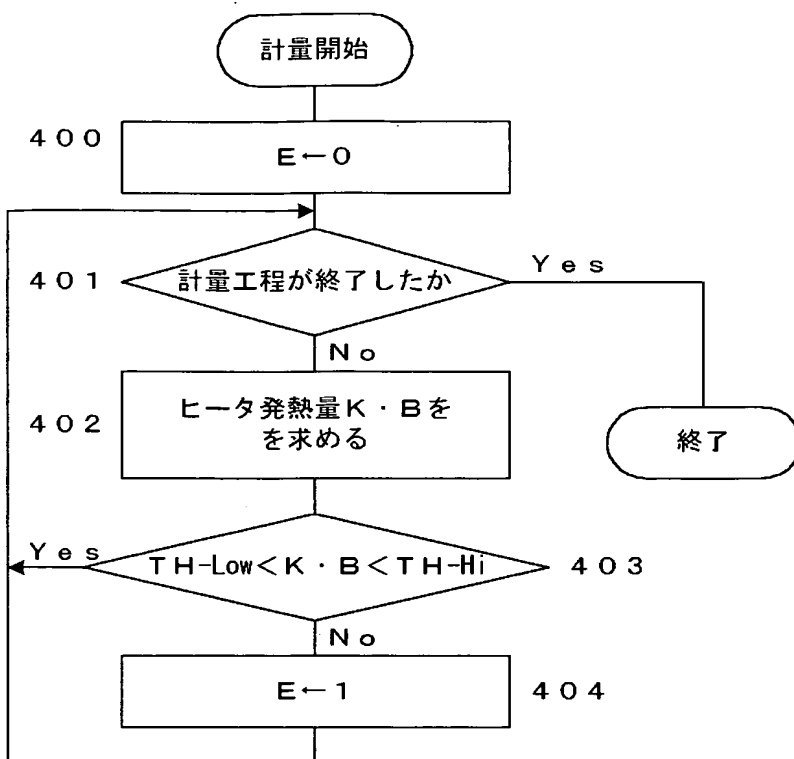 計量開始
400
E←0
401
計量工程が終了したか
Yes
No
402
ヒータ発熱量K・Bを
を求める
終了
Yes
TH-Low<K・B<TH-Hi
403
No
E←1
404